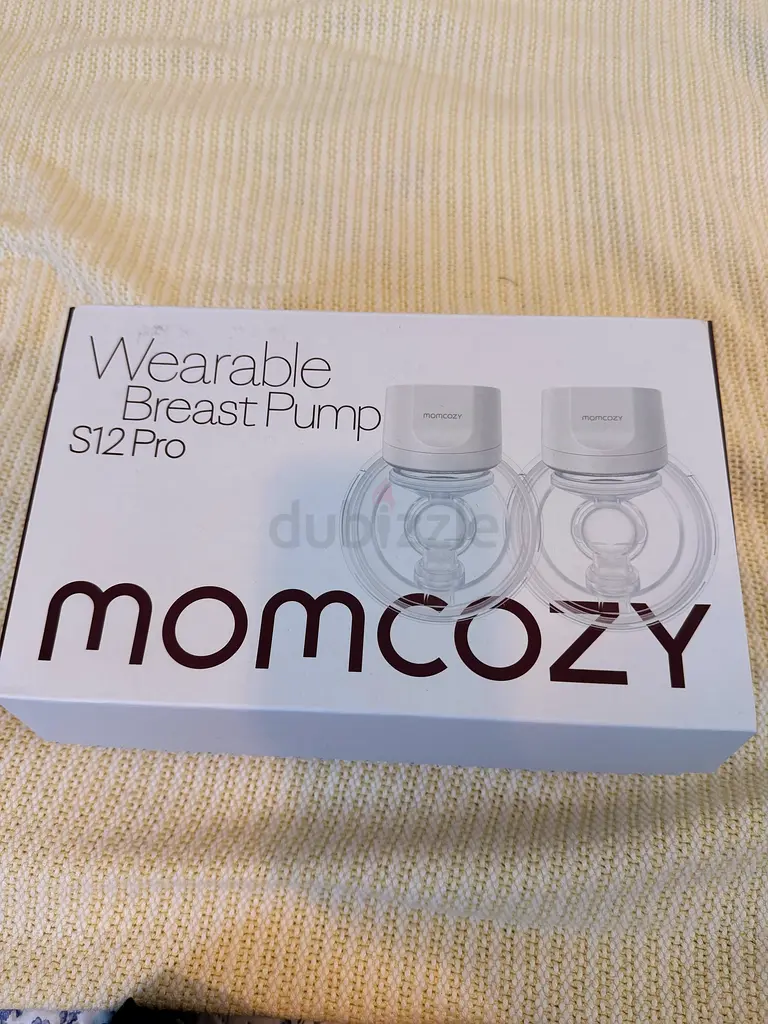 Wearable
Breast Pump
S12 Pro
momcozy
momcozy
dubizzle
momcozy